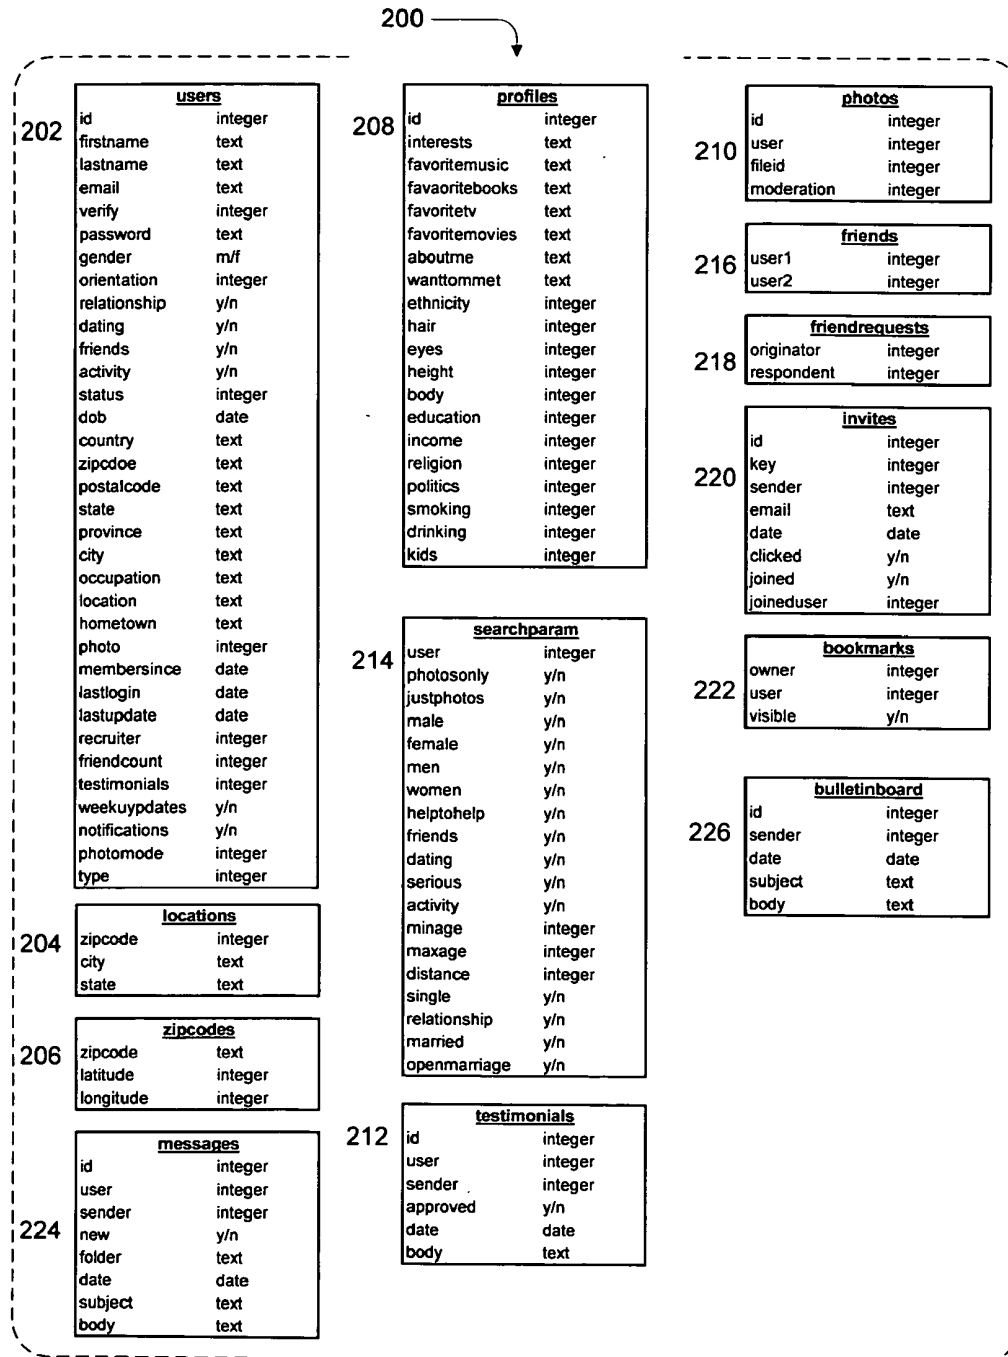 200
202
users
id integer
firstname text
lastname text
email text
verify integer
password text
gender m/f
orientation integer
relationship y/n
dating y/n
friends y/n
activity y/n
status integer
dob date
country text
zipcdoe text
postalcode text
state text
province text
city text
occupation text
location text
hometown text
photo integer
membersince date
lastlogin date
lastupdate date
recruiter integer
friendcount integer
testimonials integer
weekuypdates y/n
notifications y/n
photomode integer
type integer
204
locations
zipcode integer
city text
state text
206
zipcodes
zipcode text
latitude integer
longitude integer
224
messages
id integer
user integer
sender integer
new y/n
folder text
date date
subject text
body text
208
profiles
id integer
interests text
favoritemusic text
favaoritebooks text
favoritetv text
favoritemovies text
aboutme text
wanttommet text
ethnicity integer
hair integer
eyes integer
height integer
body integer
education integer
income integer
religion integer
politics integer
smoking integer
drinking integer
kids integer
214
searchparam
user integer
photosonly y/n
justphotos y/n
male y/n
female y/n
men y/n
women y/n
helptohelp y/n
friends y/n
dating y/n
serious y/n
activity y/n
minage integer
maxage integer
distance integer
single y/n
relationship y/n
married y/n
openmarriage y/n
212
testimonials
id integer
user integer
sender integer
approved y/n
date date
body text
210
photos
id integer
user integer
fileid integer
moderation integer
216
friends
user1 integer
user2 integer
218
friendrequests
originator integer
respondent integer
220
invites
id integer
key integer
sender integer
email text
date date
clicked y/n
joined y/n
joineduser integer
222
bookmarks
owner integer
user integer
visible y/n
226
bulletinboard
id integer
sender integer
date date
subject text
body text